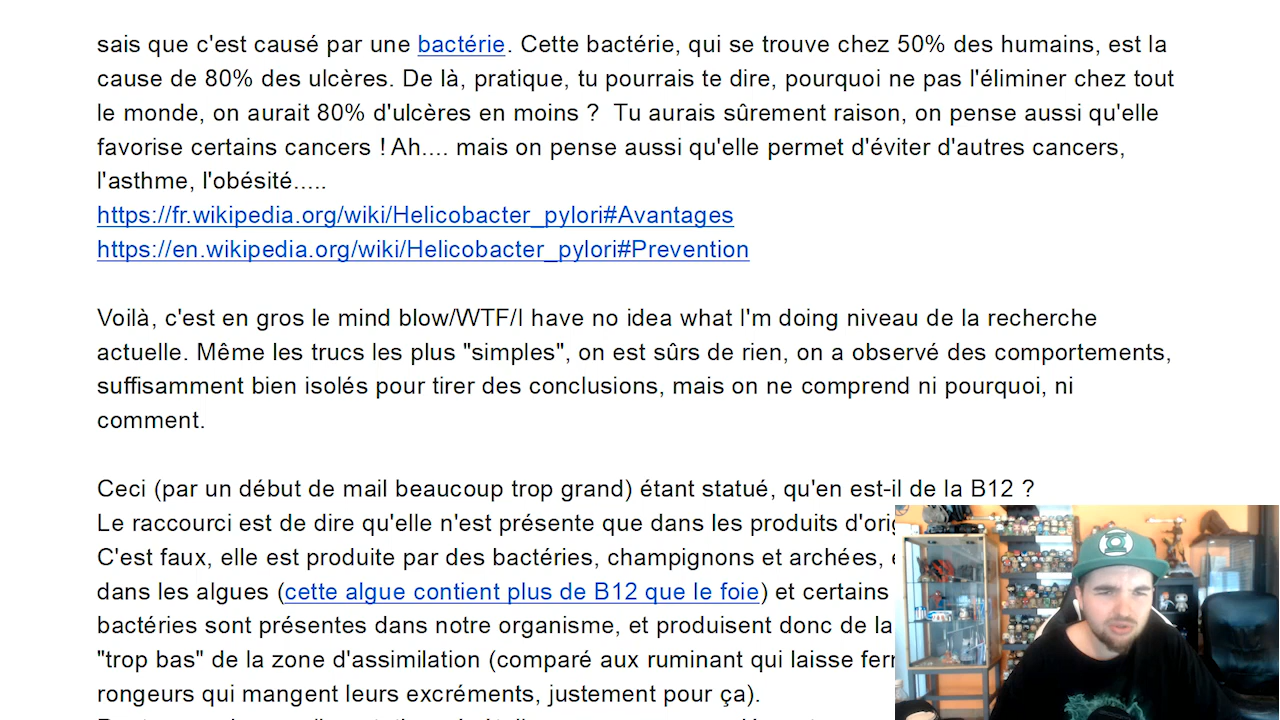 sais que c'est causé par une bactérie. Cette bactérie, qui se trouve chez 50% des humains, est la
cause de 80% des ulcères. De là, pratique, tu pourrais te dire, pourquoi ne pas l'éliminer chez tout
le monde, on aurait 80% d'ulcères en moins ?  Tu aurais sûrement raison, on pense aussi qu'elle
favorise certains cancers ! Ah.... mais on pense aussi qu'elle permet d'éviter d'autres cancers,
l'asthme, l'obésité.....
https://fr.wikipedia.org/wiki/Helicobacter_pylori#Avantages
https://en.wikipedia.org/wiki/Helicobacter_pylori#Prevention
Voilà, c'est en gros le mind blow/WTF/I have no idea what I'm doing niveau de la recherche
actuelle. Même les trucs les plus "simples", on est sûrs de rien, on a observé des comportements,
suffisamment bien isolés pour tirer des conclusions, mais on ne comprend ni pourquoi, ni
comment.
Ceci (par un début de mail beaucoup trop grand) étant statué, qu'en est-il de la B12 ?
Le raccourci est de dire qu'elle n'est présente que dans les produits
C'est faux, elle est produite par des bactéries, champignons et archées,
dans les algues (cette algue contient plus de B12 que le foie) et certains
bactéries sont présentes dans notre organisme, et produisent donc de la
"trop bas" de la zone d'assimilation (comparé aux ruminant qui laisse
rongeurs qui mangent leurs excréments, justement pour ça).